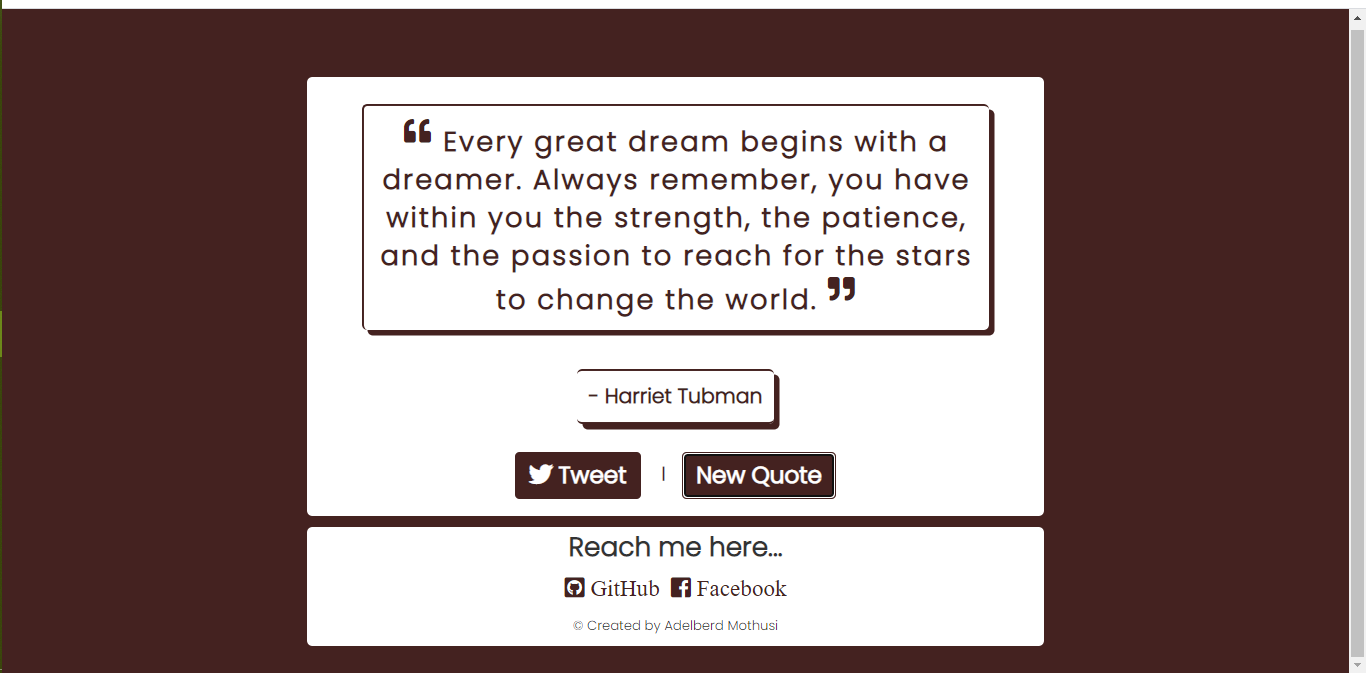 “ Every great dream begins with a
dreamer. Always remember, you have
within you the strength, the patience,
and the passion to reach for the stars
to change the world. ”
- Harriet Tubman
Tweet | New Quote
Reach me here...
GitHub Facebook
© Created by Adelberd Mothusi